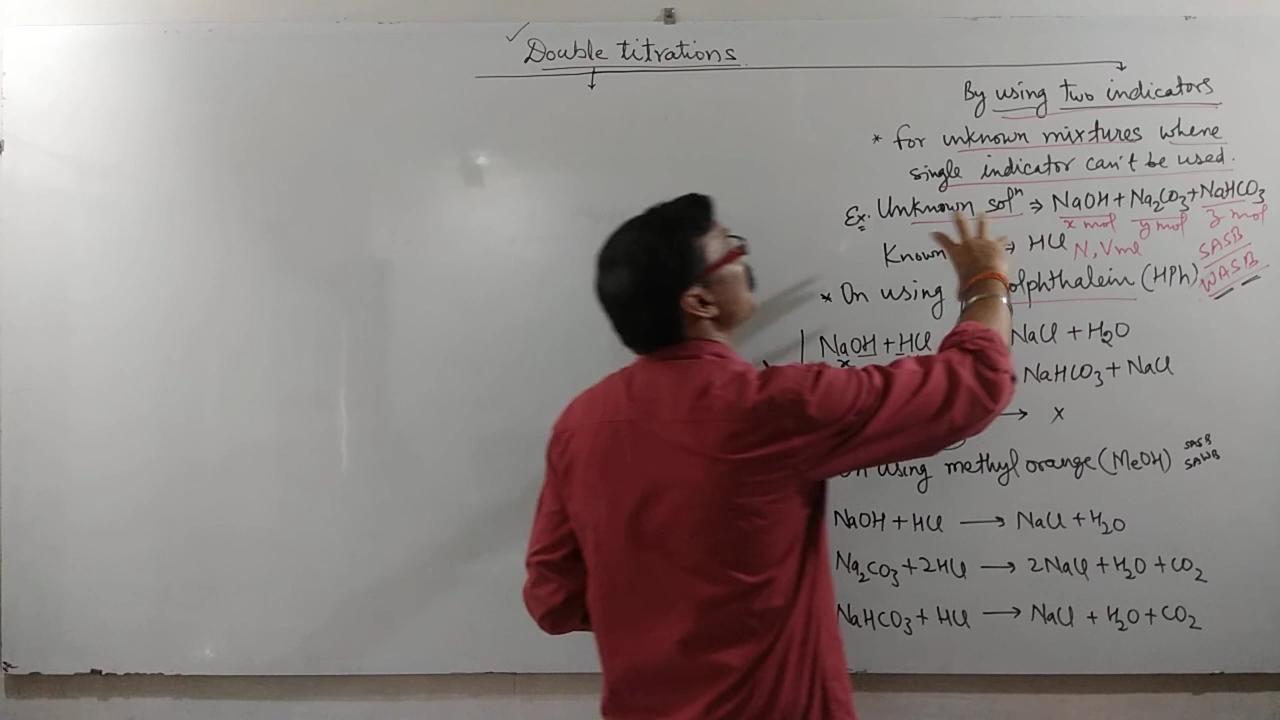 Double titrations
By using two indicators
* for unknown mixtures where
single indicator can't be used.
Ex. Unknown solⁿ ⇒ NaOH + Na₂CO₃ + NaHCO₃
x mol y mol z mol
Known ⇒ HCl N, V ml
SASB
WASB
* On using olphthalein (HPh)
NaOH + HCl NaCl + H₂O
x
NaHCO₃ + NaCl
→ x
On using methyl orange (MeOH)
SASB
SAWB
NaOH + HCl → NaCl + H₂O
Na₂CO₃ + 2HCl → 2NaCl + H₂O + CO₂
NaHCO₃ + HCl → NaCl + H₂O + CO₂